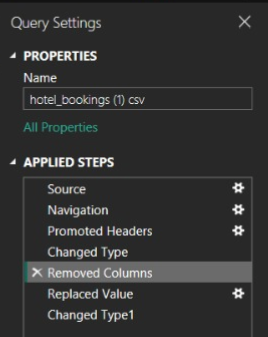 Query Settings
PROPERTIES
Name
hotel_bookings (1) csv
All Properties
APPLIED STEPS
Source
Navigation
Promoted Headers
Changed Type
Removed Columns
Replaced Value
Changed Type1